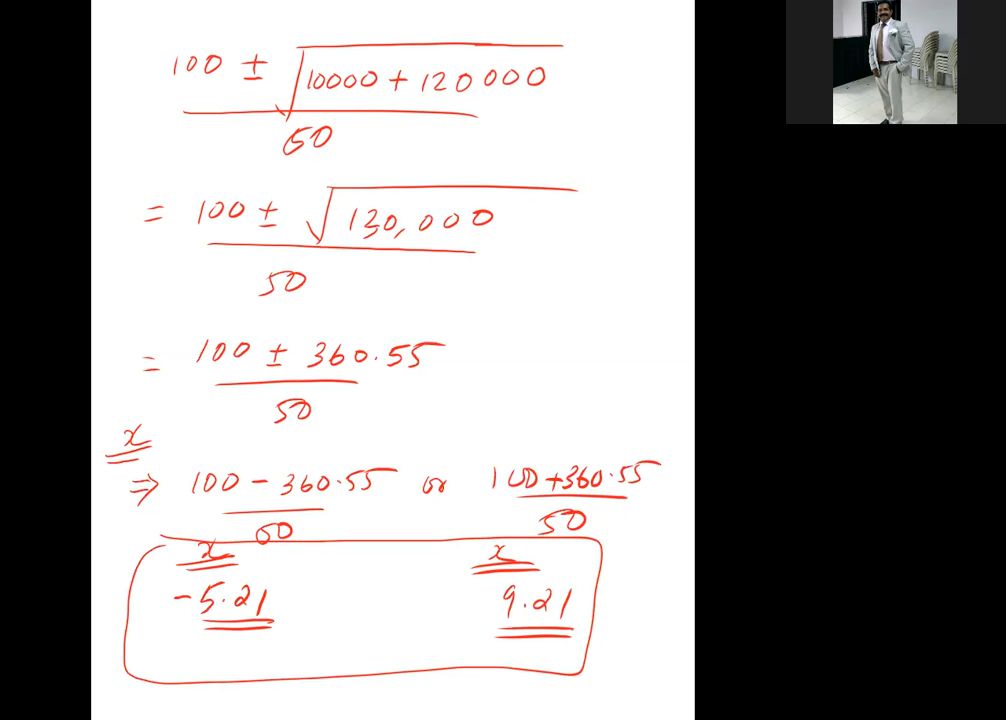 100 ± √10000 + 120000
50
= 100 ± √130,000
50
= 100 ± 360.55
50
x
⇒ 100 - 360.55 or 100 + 360.55
50 50
x x
-5.21 9.21